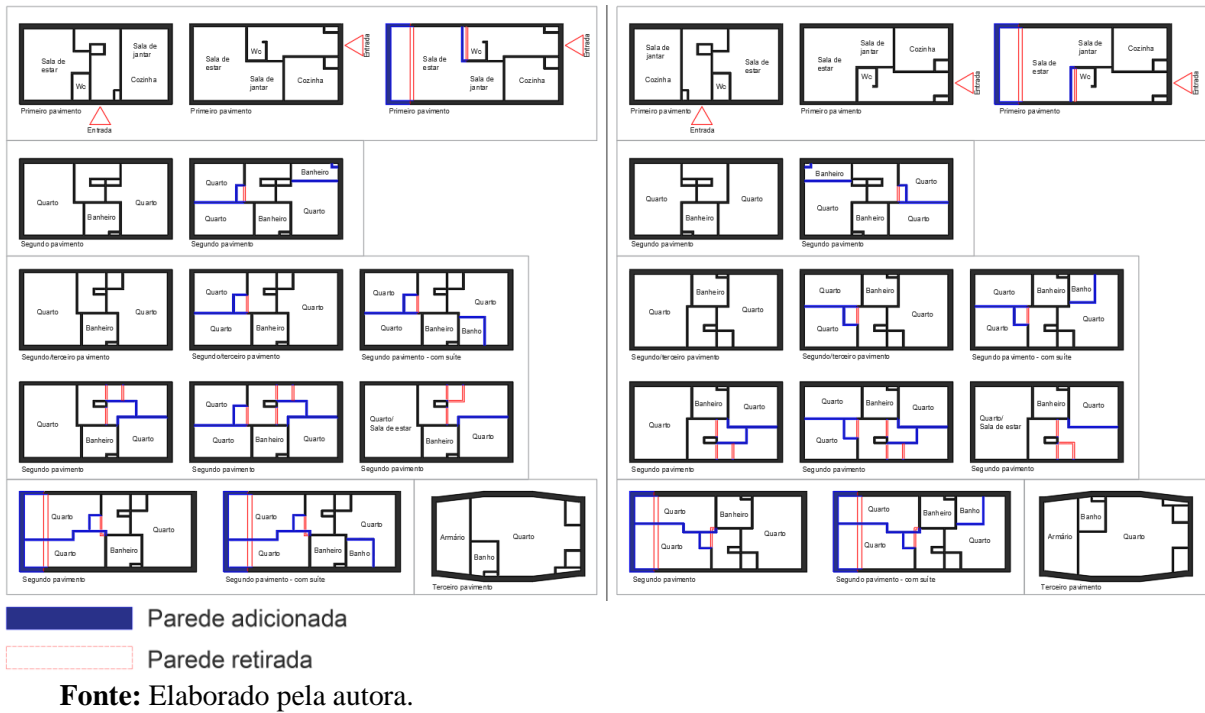 Sala de
estar
Wc
Sala de
jantar
Cozinha
Primeiro pavimento
Entrada
Sala de
estar
Wc
Sala de
jantar
Cozinha
Primeiro pavimento
Entrada
Sala de
estar
Wc
Sala de
jantar
Cozinha
Primeiro pavimento
Entrada
Quarto
Banheiro
Quarto
Segundo pavimento
Quarto
Quarto
Banheiro
Banheiro
Quarto
Segundo pavimento
Quarto
Banheiro
Quarto
Segundo/terceiro pavimento
Quarto
Quarto
Banheiro
Quarto
Segundo/terceiro pavimento
Quarto
Quarto
Banheiro
Quarto
Banho
Segundo pavimento - com suíte
Quarto
Quarto
Banheiro
Quarto
Segundo pavimento
Quarto
Quarto
Banheiro
Quarto
Quarto
Segundo pavimento
Quarto/
Sala de estar
Banheiro
Quarto
Segundo pavimento
Quarto
Quarto
Banheiro
Quarto
Segundo pavimento
Quarto
Quarto
Banheiro
Quarto
Banho
Segundo pavimento - com suíte
Armário
Banho
Quarto
Terceiro pavimento
Sala de
jantar
Cozinha
Wc
Sala de
estar
Primeiro pavimento
Entrada
Sala de
estar
Sala de
jantar
Wc
Cozinha
Primeiro pavimento
Entrada
Sala de
estar
Sala de
jantar
Wc
Cozinha
Primeiro pavimento
Entrada
Quarto
Banheiro
Quarto
Segundo pavimento
Banheiro
Quarto
Banheiro
Quarto
Quarto
Segundo pavimento
Quarto
Banheiro
Quarto
Segundo/terceiro pavimento
Quarto
Quarto
Banheiro
Quarto
Segundo/terceiro pavimento
Quarto
Quarto
Banheiro
Banho
Quarto
Segundo pavimento - com suíte
Quarto
Banheiro
Quarto
Quarto
Segundo pavimento
Quarto
Quarto
Banheiro
Quarto
Quarto
Segundo pavimento
Quarto/
Sala de estar
Banheiro
Quarto
Segundo pavimento
Quarto
Quarto
Banheiro
Quarto
Segundo pavimento
Quarto
Quarto
Banheiro
Banho
Quarto
Segundo pavimento - com suíte
Armário
Banho
Quarto
Terceiro pavimento
Parede adicionada
Parede retirada
Fonte: Elaborado pela autora.